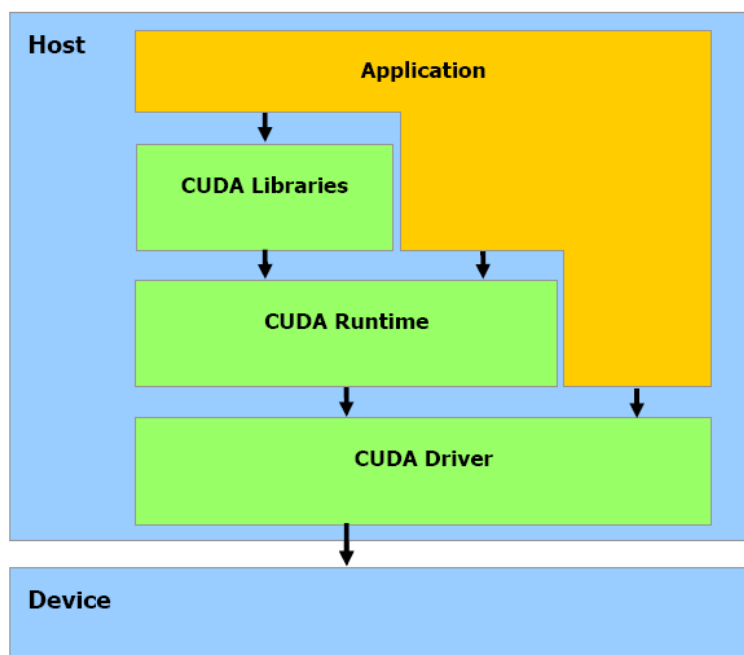 Host
Application
CUDA Libraries
CUDA Runtime
CUDA Driver
Device